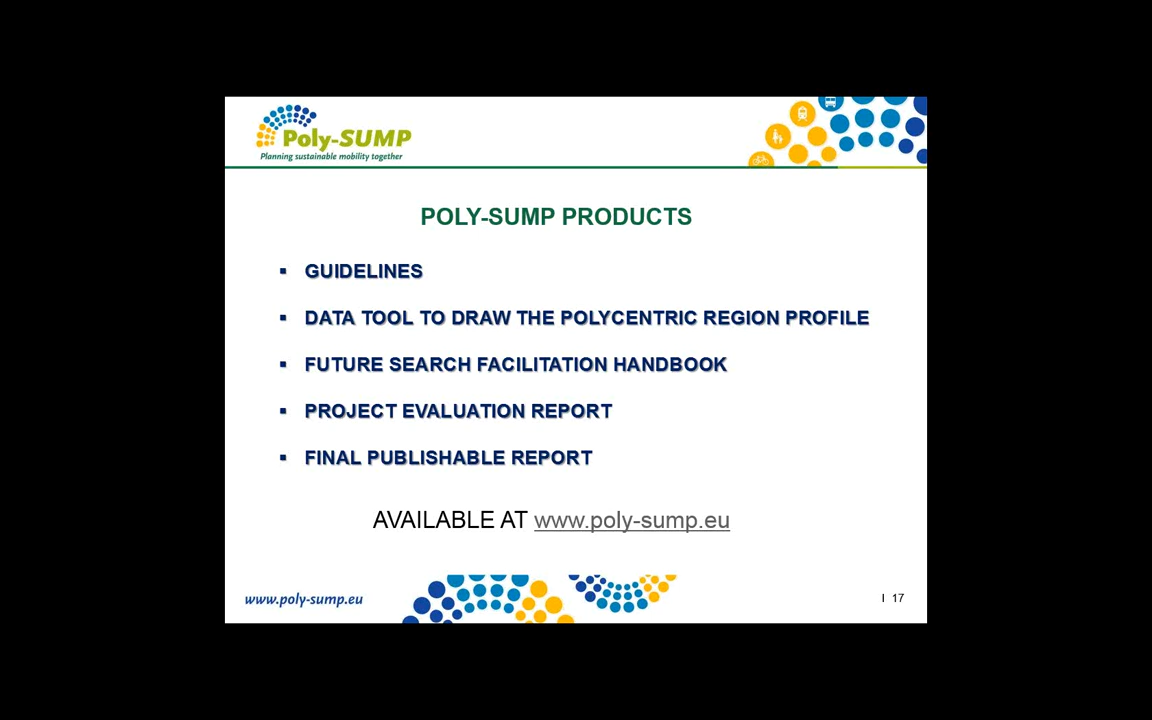 Poly-SUMP
Planning sustainable mobility together
POLY-SUMP PRODUCTS
▪ GUIDELINES
▪ DATA TOOL TO DRAW THE POLYCENTRIC REGION PROFILE
▪ FUTURE SEARCH FACILITATION HANDBOOK
▪ PROJECT EVALUATION REPORT
▪ FINAL PUBLISHABLE REPORT
AVAILABLE AT www.poly-sump.eu
www.poly-sump.eu
I 17